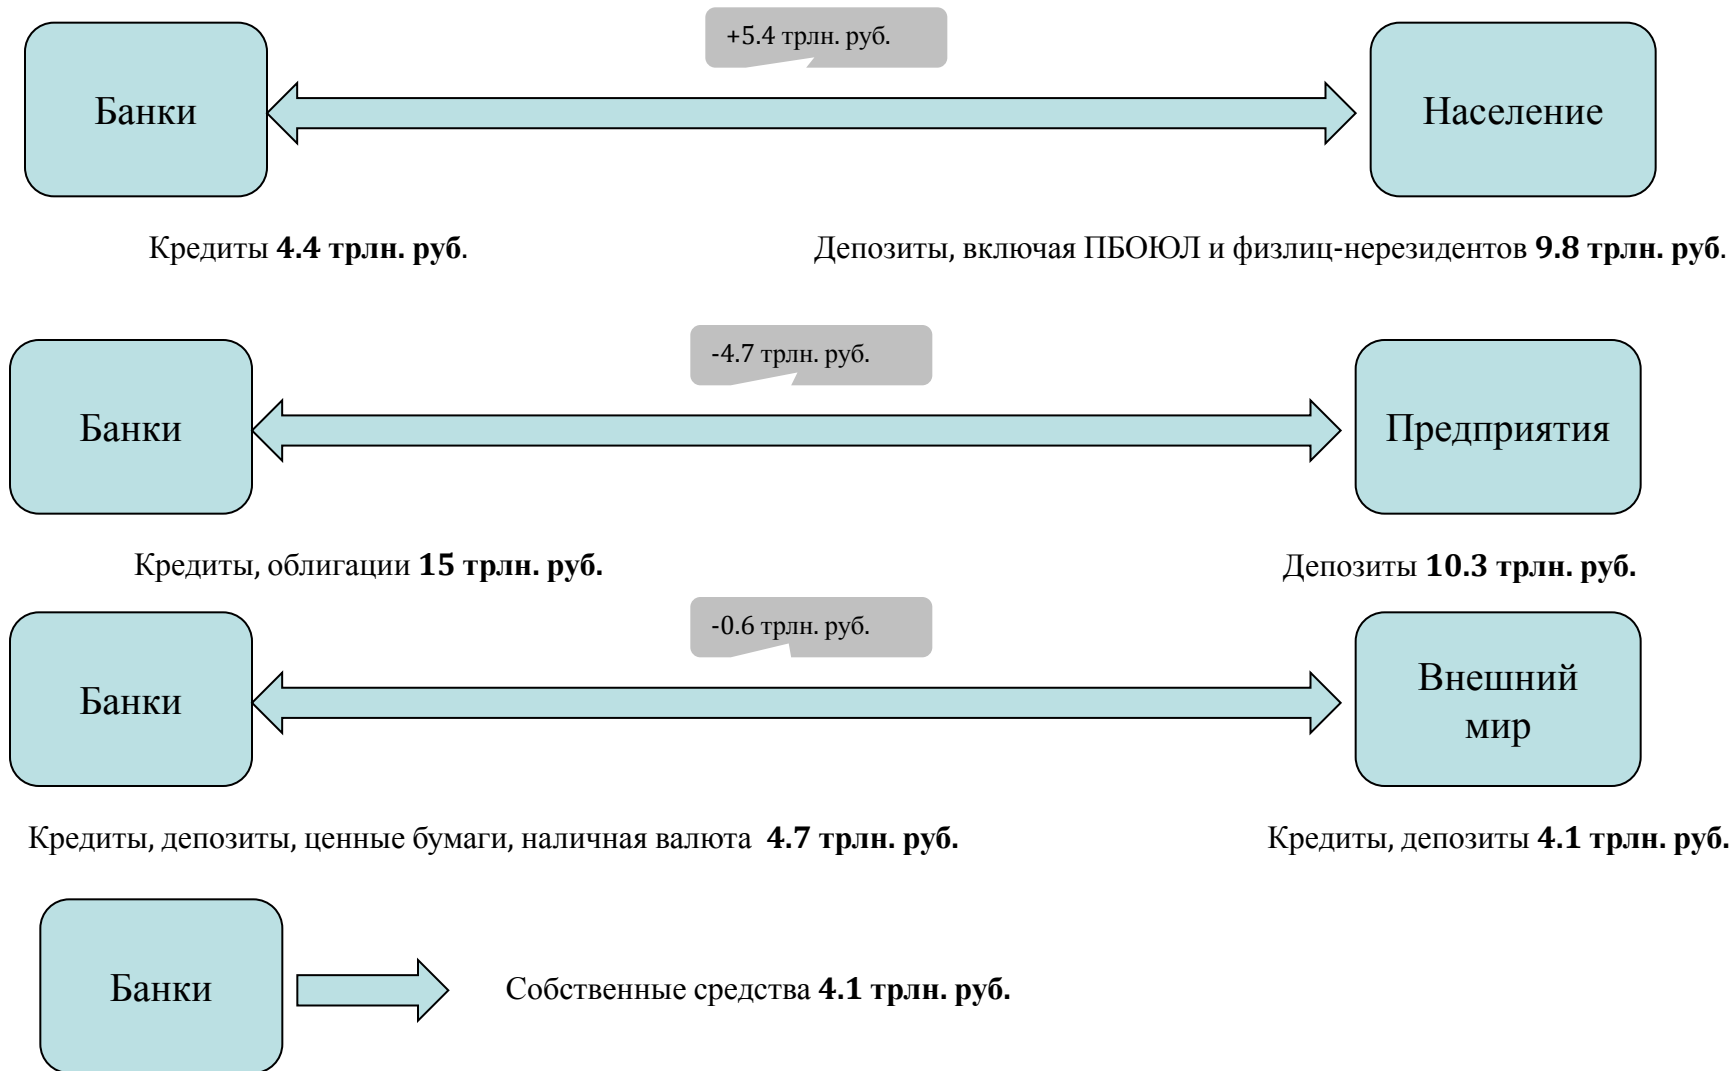 +5.4 трлн. руб.
Банки
Население
Кредиты 4.4 трлн. руб.
Депозиты, включая ПБОЮЛ и физлиц-нерезидентов 9.8 трлн. руб.
-4.7 трлн. руб.
Банки
Предприятия
Кредиты, облигации 15 трлн. руб.
Депозиты 10.3 трлн. руб.
-0.6 трлн. руб.
Банки
Внешний
мир
Кредиты, депозиты, ценные бумаги, наличная валюта 4.7 трлн. руб.
Кредиты, депозиты 4.1 трлн. руб.
Банки
Собственные средства 4.1 трлн. руб.